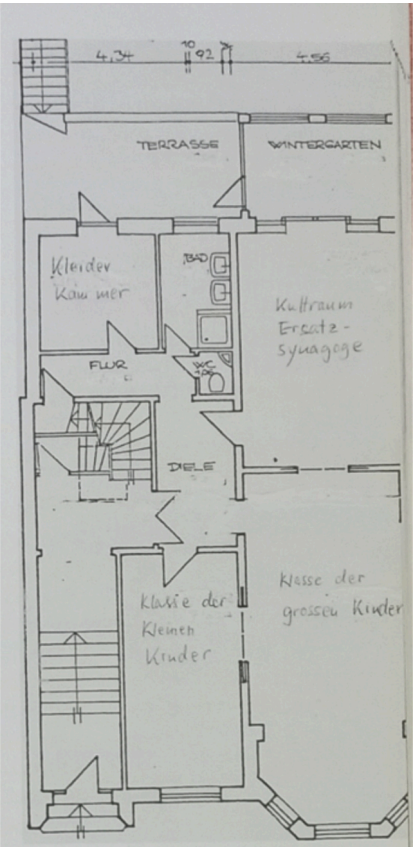 4,34
10
92
4,56
TERRASSE
WINTERGARTEN
BAD
Kleider
Kammer
Kultraum
Ersatz-
synagoge
FLUR
WC
DIELE
Klasse der
Kleinen
Kinder
Klasse der
grossen Kinder